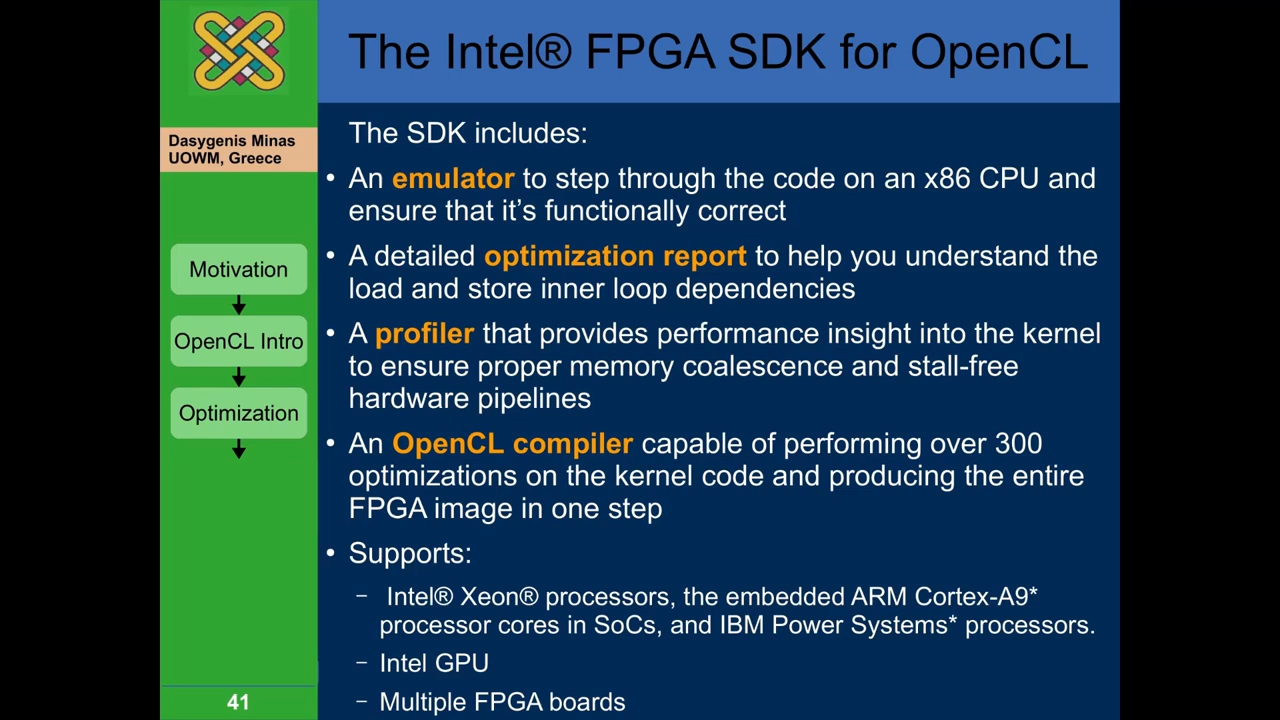 The Intel® FPGA SDK for OpenCL
Dasygenis Minas
UOWM, Greece
Motivation
OpenCL Intro
Optimization
41
The SDK includes:
• An emulator to step through the code on an x86 CPU and
ensure that it’s functionally correct
• A detailed optimization report to help you understand the
load and store inner loop dependencies
• A profiler that provides performance insight into the kernel
to ensure proper memory coalescence and stall-free
hardware pipelines
• An OpenCL compiler capable of performing over 300
optimizations on the kernel code and producing the entire
FPGA image in one step
• Supports:
– Intel® Xeon® processors, the embedded ARM Cortex-A9*
processor cores in SoCs, and IBM Power Systems* processors.
– Intel GPU
– Multiple FPGA boards